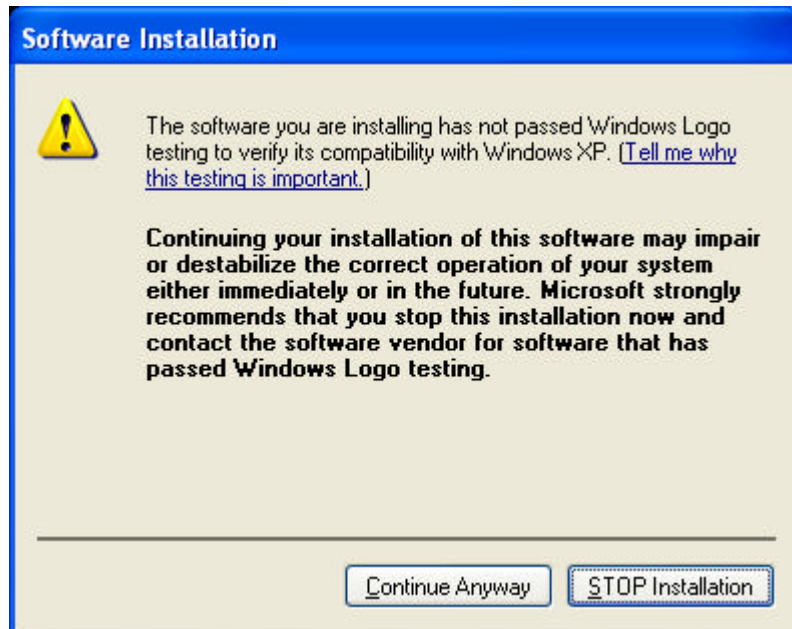 Software Installation
The software you are installing has not passed Windows Logo
testing to verify its compatibility with Windows XP. (Tell me why
this testing is important.)
Continuing your installation of this software may impair
or destabilize the correct operation of your system
either immediately or in the future. Microsoft strongly
recommends that you stop this installation now and
contact the software vendor for software that has
passed Windows Logo testing.
Continue Anyway STOP Installation